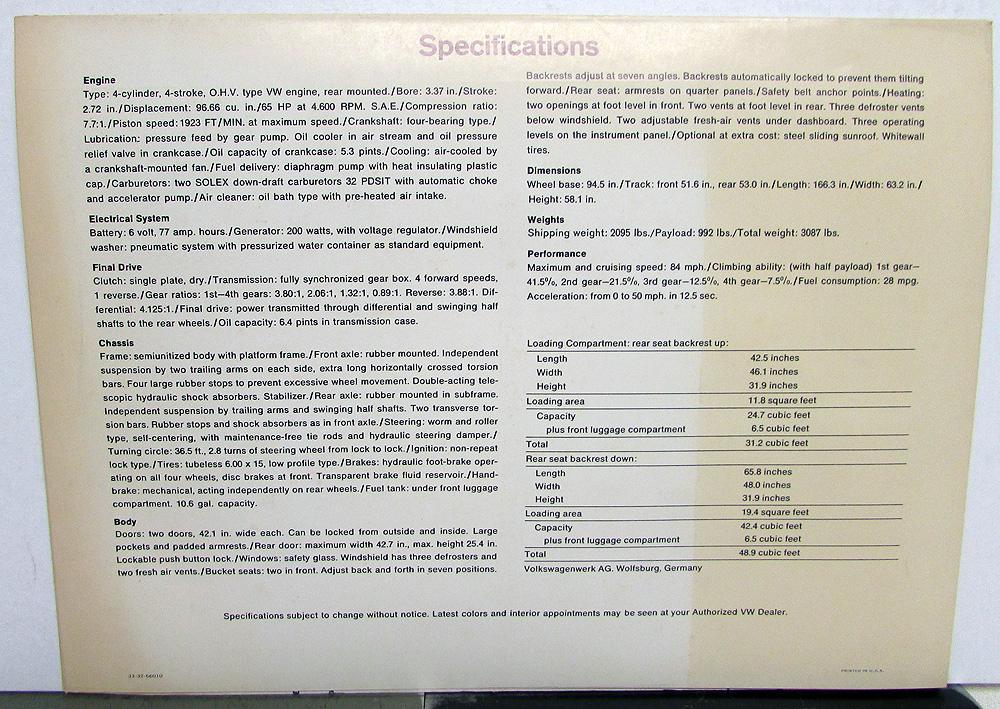 Specifications
Engine
Type: 4-cylinder, 4-stroke, O.H.V. type VW engine, rear mounted./Bore: 3.37 in./Stroke:
2.72 in./Displacement: 96.66 cu. in./65 HP at 4.600 RPM. S.A.E./Compression ratio:
7.7:1./Piston speed: 1923 FT/MIN. at maximum speed./Crankshaft: four-bearing type./
Lubrication: pressure feed by gear pump. Oil cooler in air stream and oil pressure
relief valve in crankcase./Oil capacity of crankcase: 5.3 pints./Cooling: air-cooled by
a crankshaft-mounted fan./Fuel delivery: diaphragm pump with heat insulating plastic
cap./Carburetors: two SOLEX down-draft carburetors 32 PDSIT with automatic choke
and accelerator pump./Air cleaner: oil bath type with pre-heated air intake.
Electrical System
Battery: 6 volt, 77 amp. hours./Generator: 200 watts, with voltage regulator./Windshield
washer: pneumatic system with pressurized water container as standard equipment.
Final Drive
Clutch: single plate, dry./Transmission: fully synchronized gear box. 4 forward speeds,
1 reverse./Gear ratios: 1st—4th gears: 3.80:1, 2.06:1, 1.32:1, 0.89:1. Reverse: 3.88:1. Dif-
ferential: 4.125:1./Final drive: power transmitted through differential and swinging half
shafts to the rear wheels./Oil capacity: 6.4 pints in transmission case.
Chassis
Frame: semiunitized body with platform frame./Front axle: rubber mounted. Independent
suspension by two trailing arms on each side, extra long horizontally crossed torsion
bars. Four large rubber stops to prevent excessive wheel movement. Double-acting tele-
scopic hydraulic shock absorbers. Stabilizer./Rear axle: rubber mounted in subframe.
Independent suspension by trailing arms and swinging half shafts. Two transverse tor-
sion bars. Rubber stops and shock absorbers as in front axle./Steering: worm and roller
type, self-centering, with maintenance-free tie rods and hydraulic steering damper./
Turning circle: 36.5 ft., 2.8 turns of steering wheel from lock to lock./Ignition: non-repeat
lock type./Tires: tubeless 6.00 x 15, low profile type./Brakes: hydraulic foot-brake oper-
ating on all four wheels, disc brakes at front. Transparent brake fluid reservoir./Hand-
brake: mechanical, acting independently on rear wheels./Fuel tank: under front luggage
compartment. 10.6 gal. capacity.
Body
Doors: two doors, 42.1 in. wide each. Can be locked from outside and inside. Large
pockets and padded armrests./Rear door: maximum width 42.7 in., max. height 25.4 in.
Lockable push button lock./Windows: safety glass. Windshield has three defrosters and
two fresh air vents./Bucket seats: two in front. Adjust back and forth in seven positions.
Backrests adjust at seven angles. Backrests automatically locked to prevent them tilting
forward./Rear seat: armrests on quarter panels./Safety belt anchor points./Heating:
two openings at foot level in front. Two vents at foot level in rear. Three defroster vents
below windshield. Two adjustable fresh-air vents under dashboard. Three operating
levels on the instrument panel./Optional at extra cost: steel sliding sunroof. Whitewall
tires.
Dimensions
Wheel base: 94.5 in./Track: front 51.6 in., rear 53.0 in./Length: 166.3 in./Width: 63.2 in./
Height: 58.1 in.
Weights
Shipping weight: 2095 lbs./Payload: 992 lbs./Total weight: 3087 lbs.
Performance
Maximum and cruising speed: 84 mph./Climbing ability: (with half payload) 1st gear—
41.5%, 2nd gear—21.5%, 3rd gear—12.5%, 4th gear—7.5%./Fuel consumption: 28 mpg.
Acceleration: from 0 to 50 mph. in 12.5 sec.
Loading Compartment: rear seat backrest up:
Length 42.5 inches
Width 46.1 inches
Height 31.9 inches
Loading area 11.8 square feet
Capacity 24.7 cubic feet
plus front luggage compartment 6.5 cubic feet
Total 31.2 cubic feet
Rear seat backrest down:
Length 65.8 inches
Width 48.0 inches
Height 31.9 inches
Loading area 19.4 square feet
Capacity 42.4 cubic feet
plus front luggage compartment 6.5 cubic feet
Total 48.9 cubic feet
Volkswagenwerk AG. Wolfsburg, Germany
Specifications subject to change without notice. Latest colors and interior appointments may be seen at your Authorized VW Dealer.
33-32-66010
PRINTED IN U.S.A.